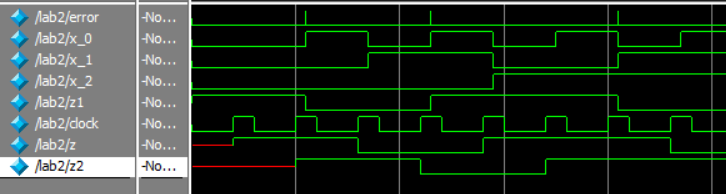 /lab2/error -No...
/lab2/x_0 -No...
/lab2/x_1 -No...
/lab2/x_2 -No...
/lab2/z1 -No...
/lab2/clock -No...
/lab2/z -No...
/lab2/z2 -No...